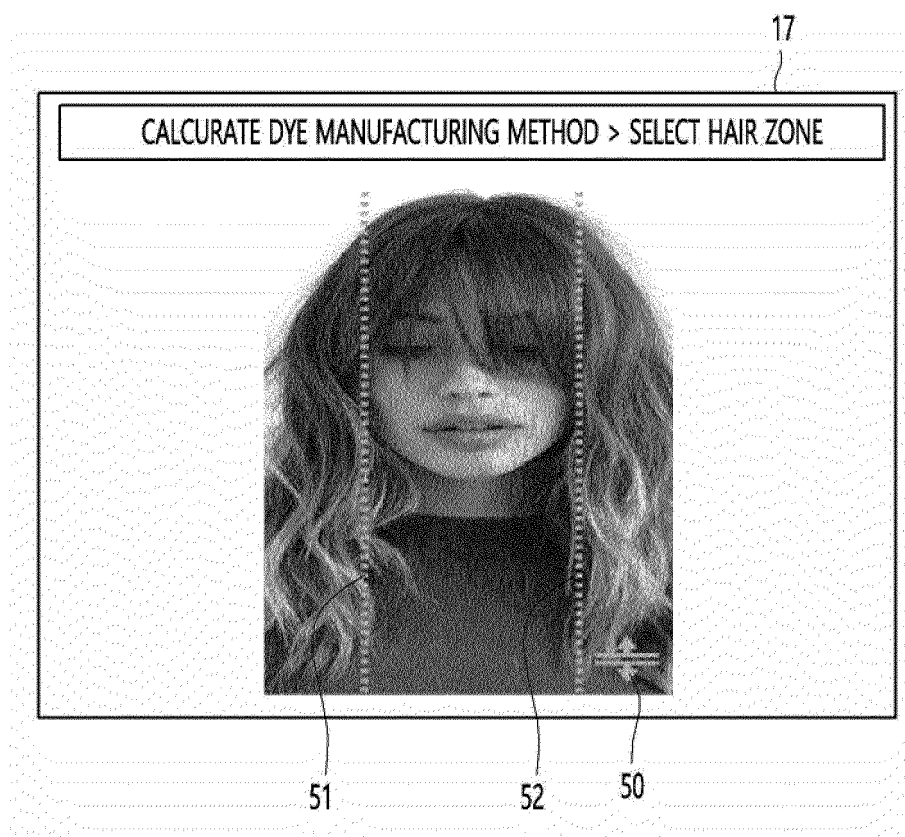 17
CALCURATE DYE MANUFACTURING METHOD > SELECT HAIR ZONE
51
52
50